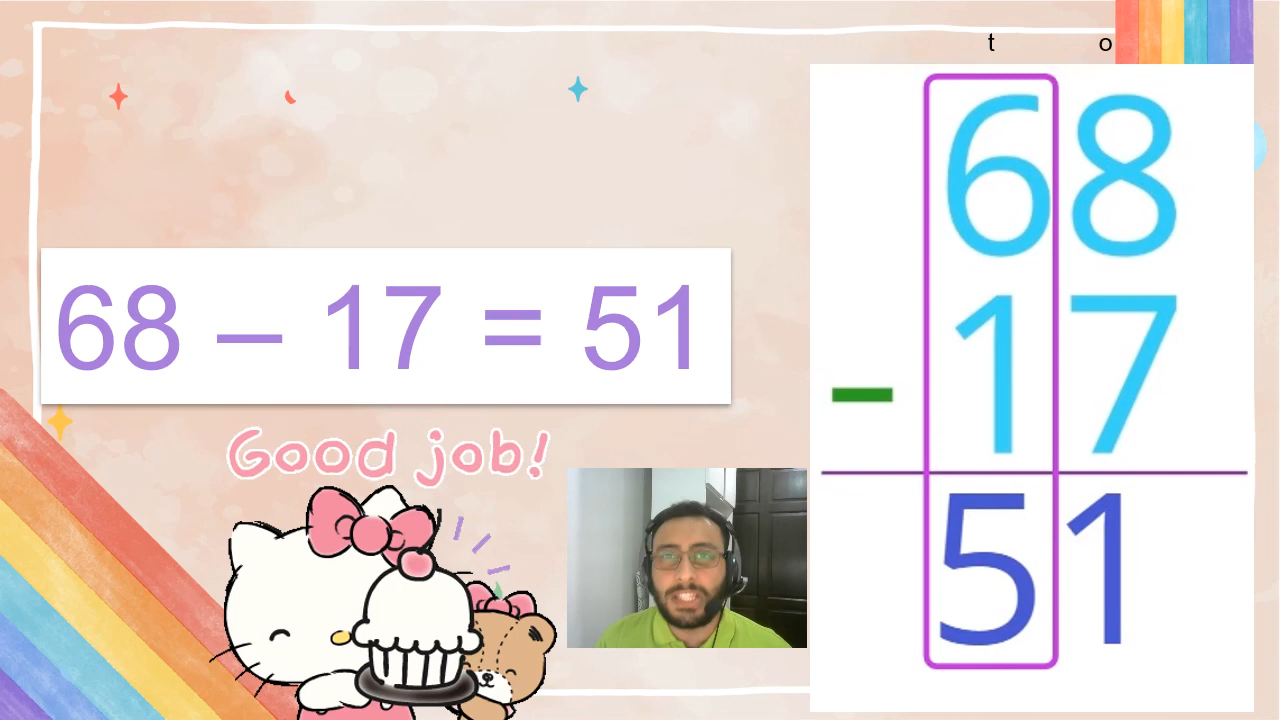 t o
68 – 17 = 51
Good job!
68
17
–
51